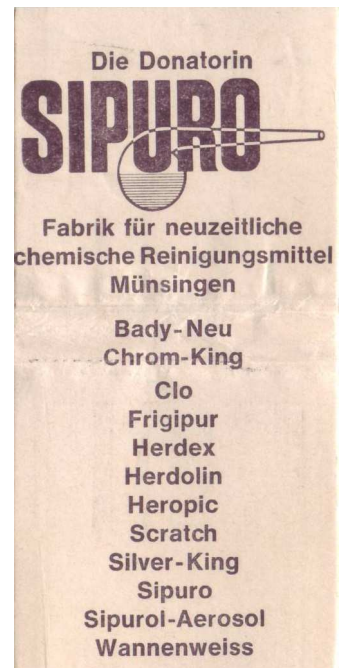 Die Donatorin
SIPURO
Fabrik für neuzeitliche
chemische Reinigungsmittel
Münsingen
Bady-Neu
Chrom-King
Clo
Frigipur
Herdex
Herdolin
Heropic
Scratch
Silver-King
Sipuro
Sipurol-Aerosol
Wannenweiss